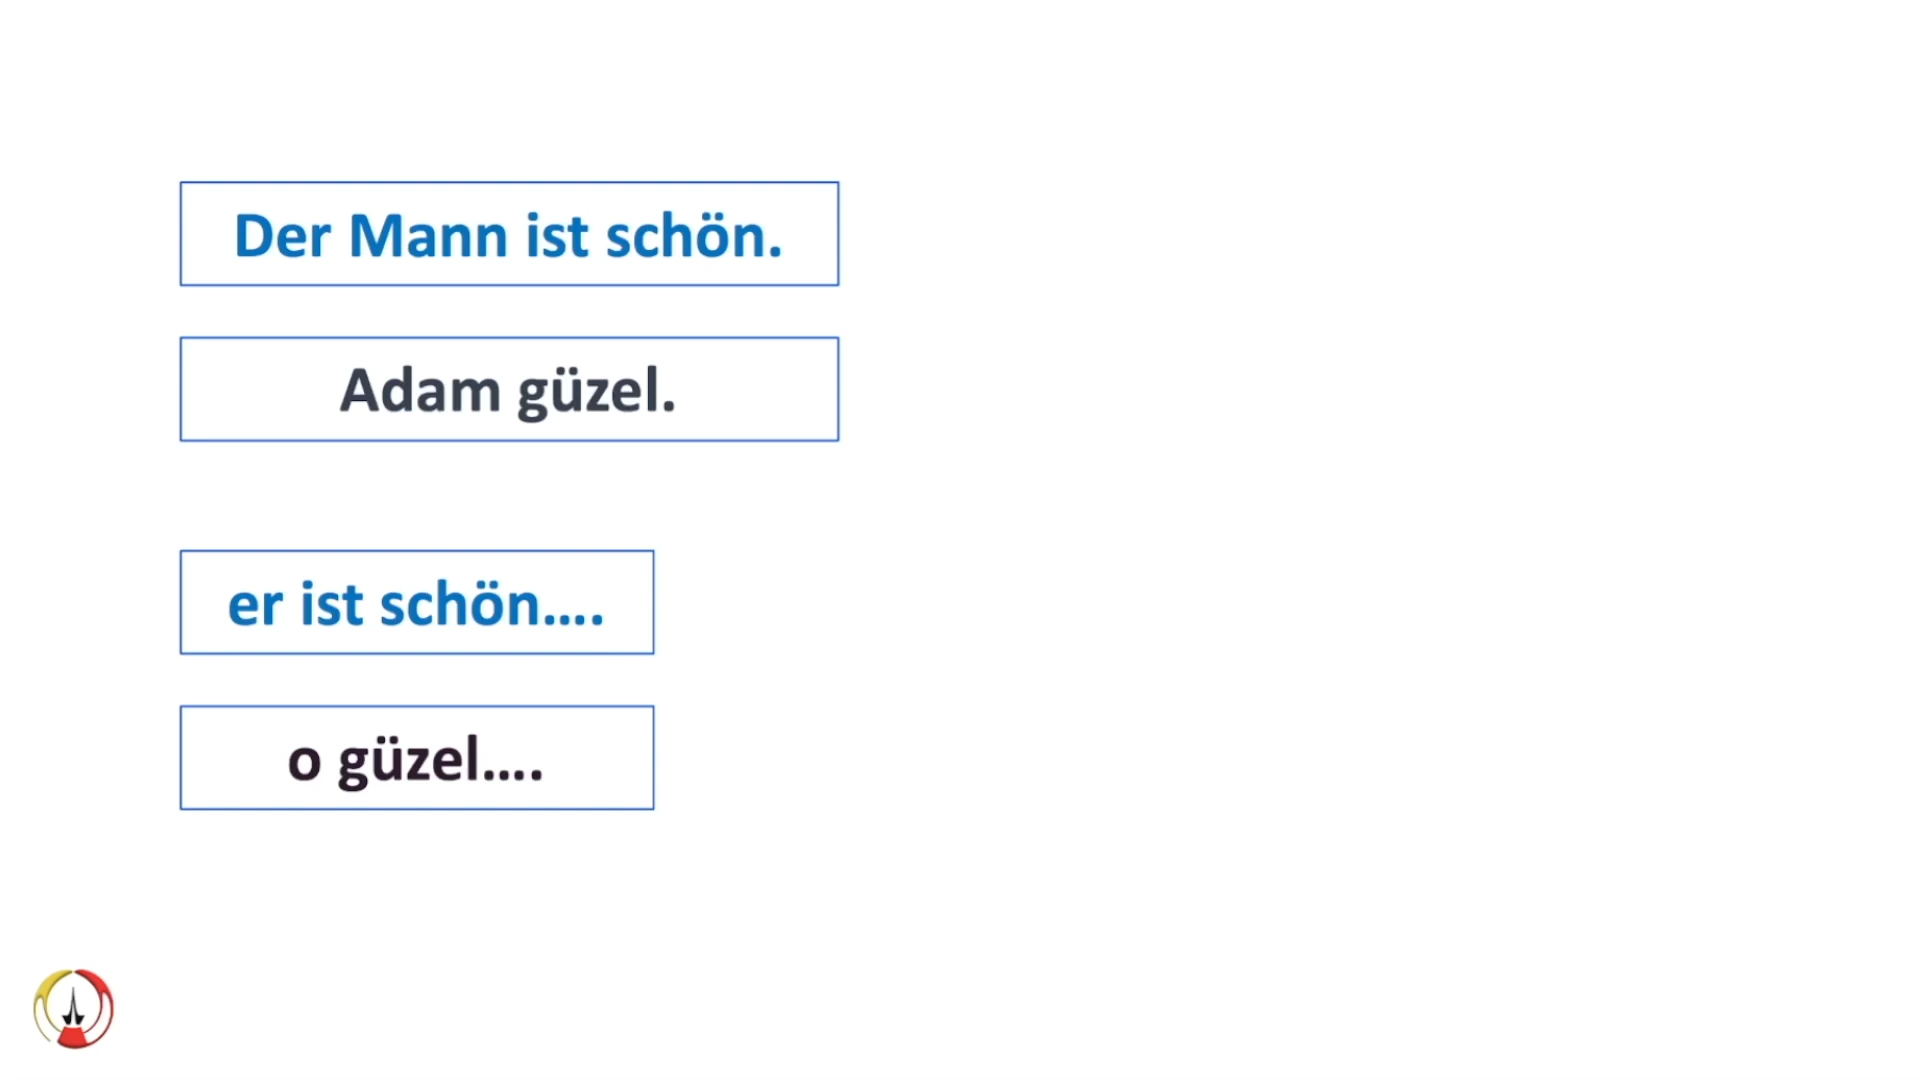 Der Mann ist schön.
Adam güzel.
er ist schön....
o güzel....